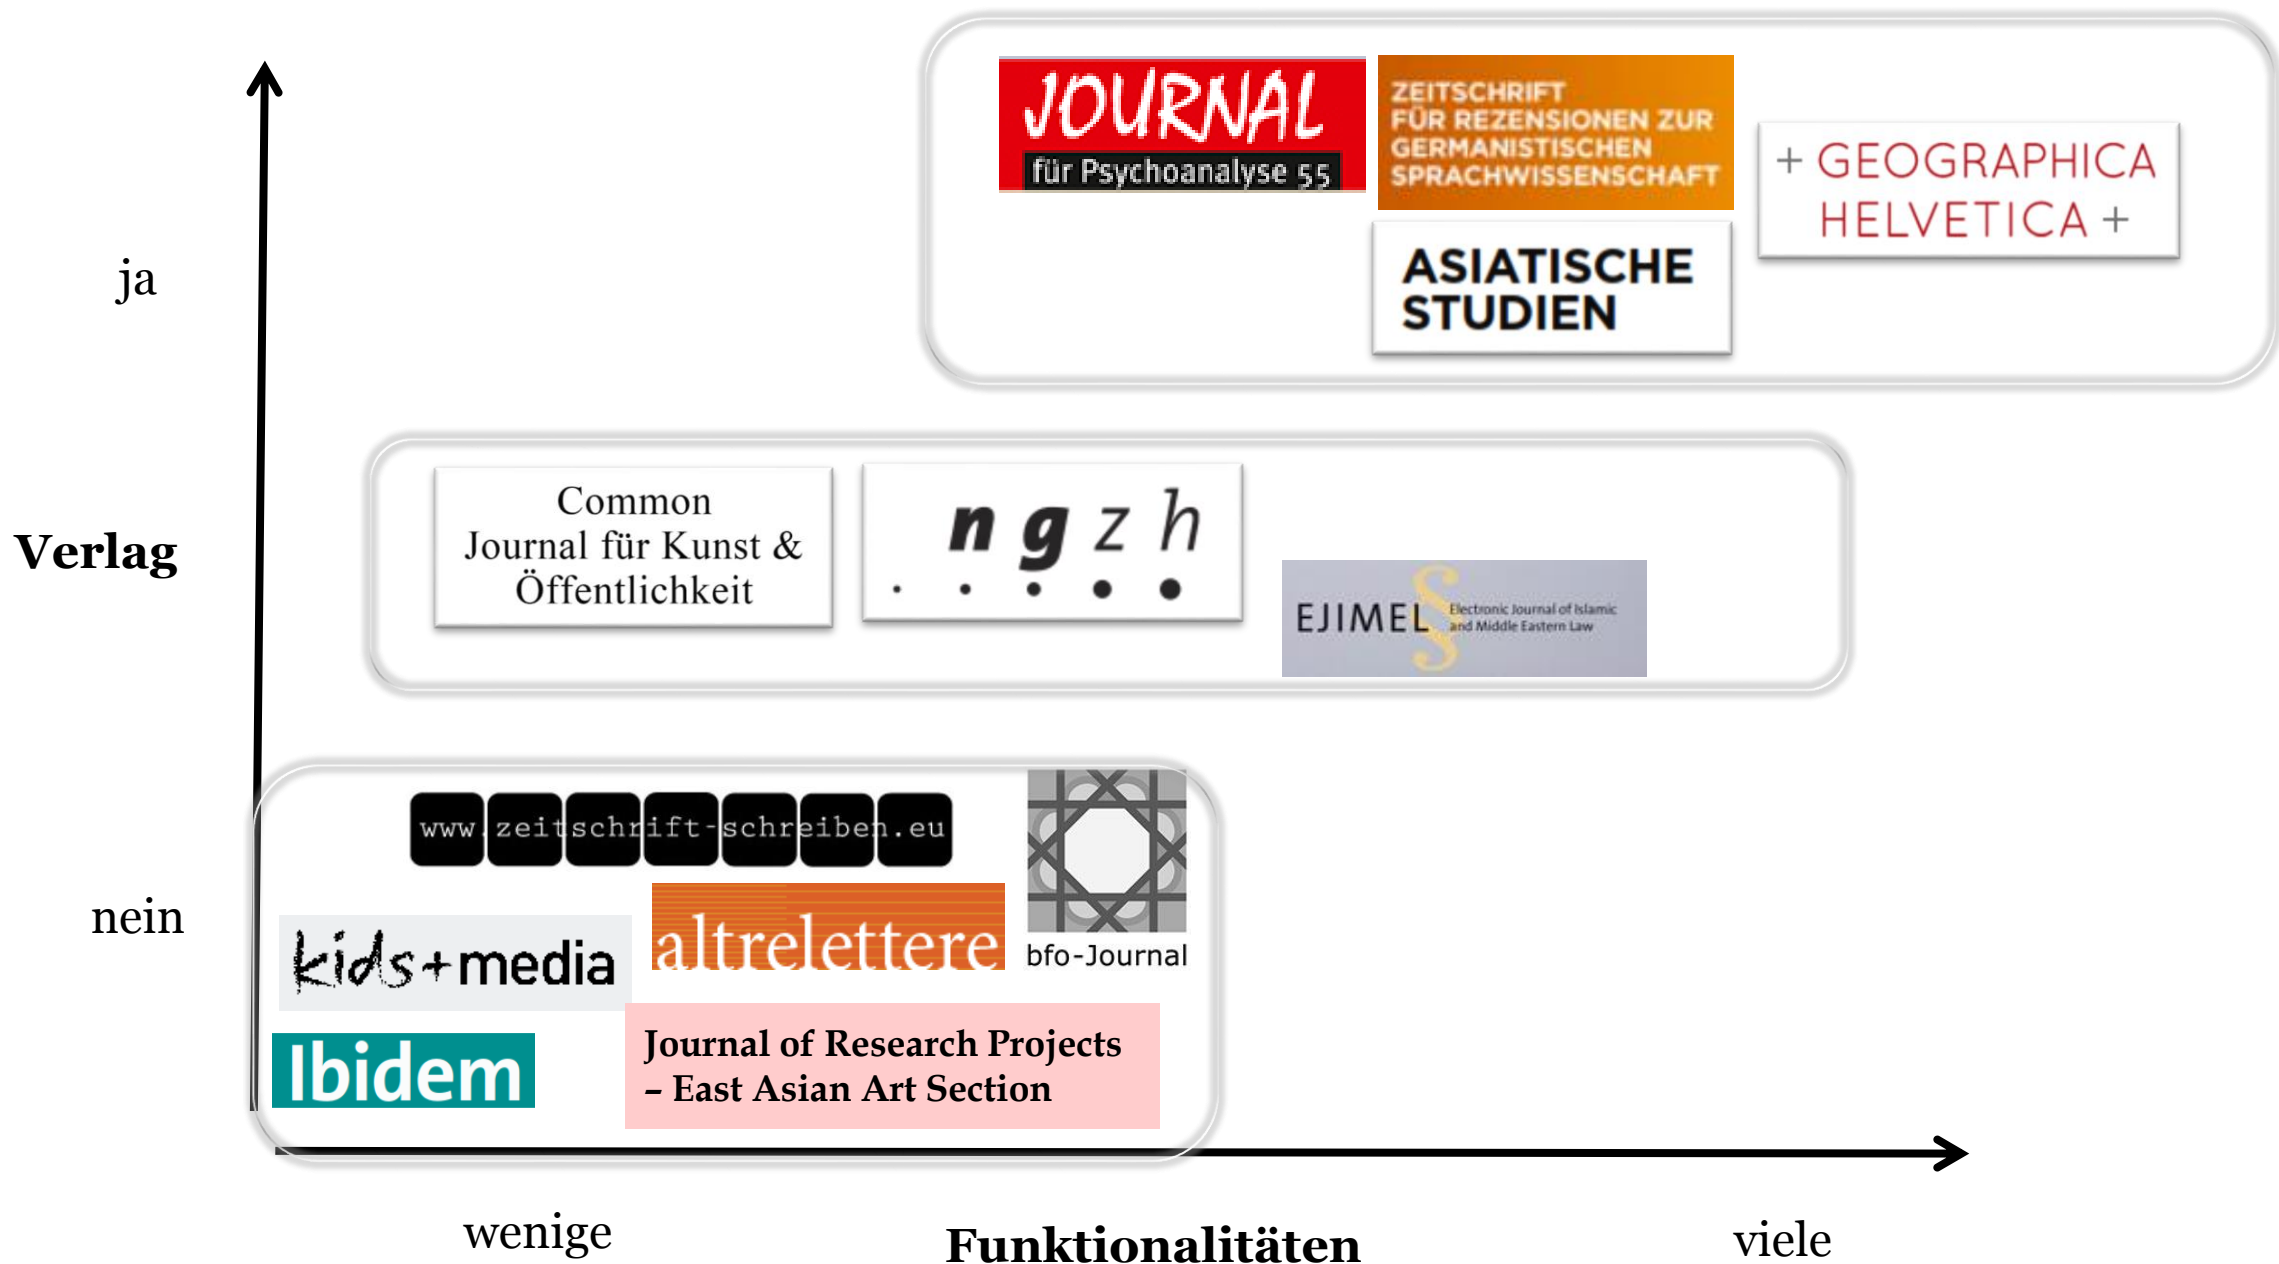 JOURNAL
für Psychoanalyse 55
ZEITSCHRIFT
FÜR REZENSIONEN ZUR
GERMANISTISCHEN
SPRACHWISSENSCHAFT
+ GEOGRAPHICA
HELVETICA +
ASIATISCHE
STUDIEN
ja
Common
Journal für Kunst &
Öffentlichkeit
n g z h
EJIMEL §
Electronic Journal of Islamic
and Middle Eastern Law
Verlag
www.zeitschrift-schreiben.eu
nein
kids+media
altrelettere
bfo-Journal
Ibidem
Journal of Research Projects
– East Asian Art Section
wenige
Funktionalitäten
viele